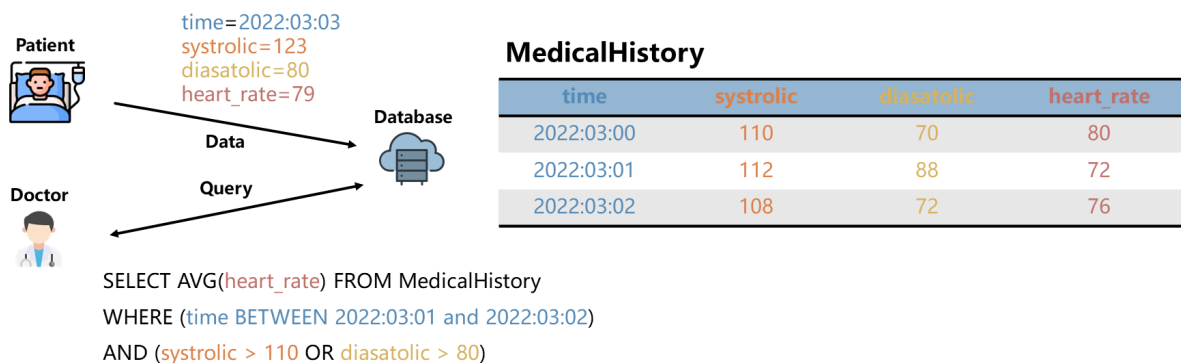 time=2022:03:03
systrolic=123
diasatolic=80
heart_rate=79
Patient
Data
Database
Query
Doctor
SELECT AVG(heart_rate) FROM MedicalHistory
WHERE (time BETWEEN 2022:03:01 and 2022:03:02)
AND (systrolic > 110 OR diasatolic > 80)
MedicalHistory
time systrolic diasatolic heart_rate
2022:03:00 110 70 80
2022:03:01 112 88 72
2022:03:02 108 72 76